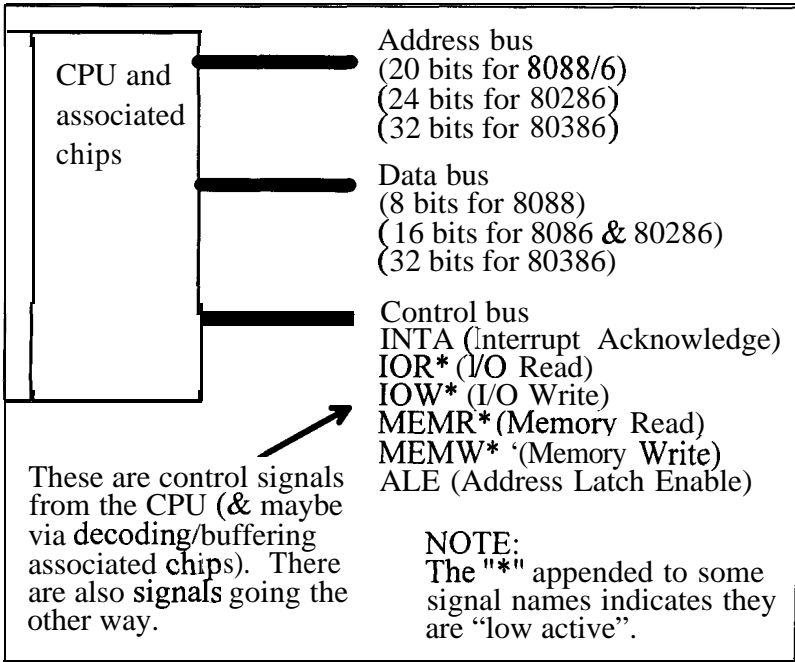 CPU and
associated
chips
Address bus
(20 bits for 8088/6)
(24 bits for 80286)
(32 bits for 80386)
Data bus
(8 bits for 8088)
(16 bits for 8086 & 80286)
(32 bits for 80386)
Control bus
INTA (Interrupt Acknowledge)
IOR* (I/O Read)
IOW* (I/O Write)
MEMR* (Memory Read)
MEMW* '(Memory Write)
ALE (Address Latch Enable)
These are control signals
from the CPU (& maybe
via decoding/buffering
associated chips). There
are also signals going the
other way.
NOTE:
The "*" appended to some
signal names indicates they
are “low active”.